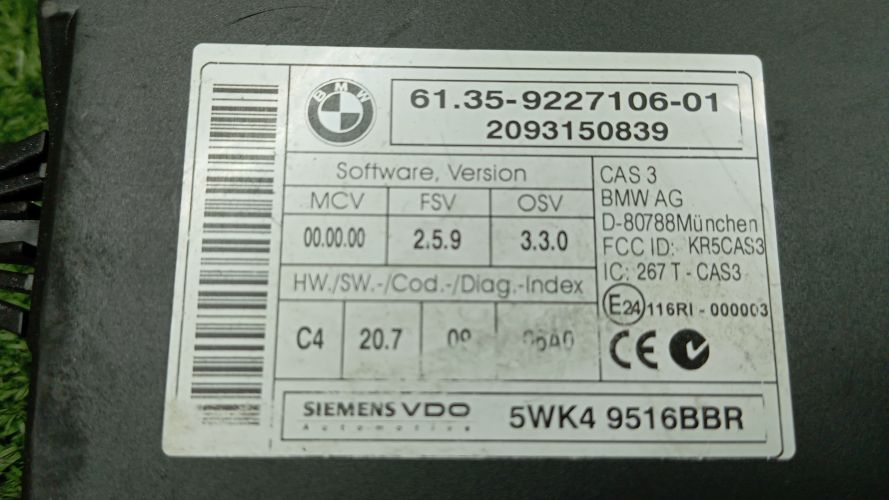 BMW
61.35-9227106-01
2093150839
Software, Version
MCV FSV OSV
00.00.00 2.5.9 3.3.0
HW./SW.-/Cod.-/Diag.-Index
C4 20.7
CAS 3
BMW AG
D-80788München
FCC ID: KR5CAS3
IC: 267 T - CAS3
E24 116RI - 000003
CE
SIEMENS VDO
Automotive
5WK4 9516BBR